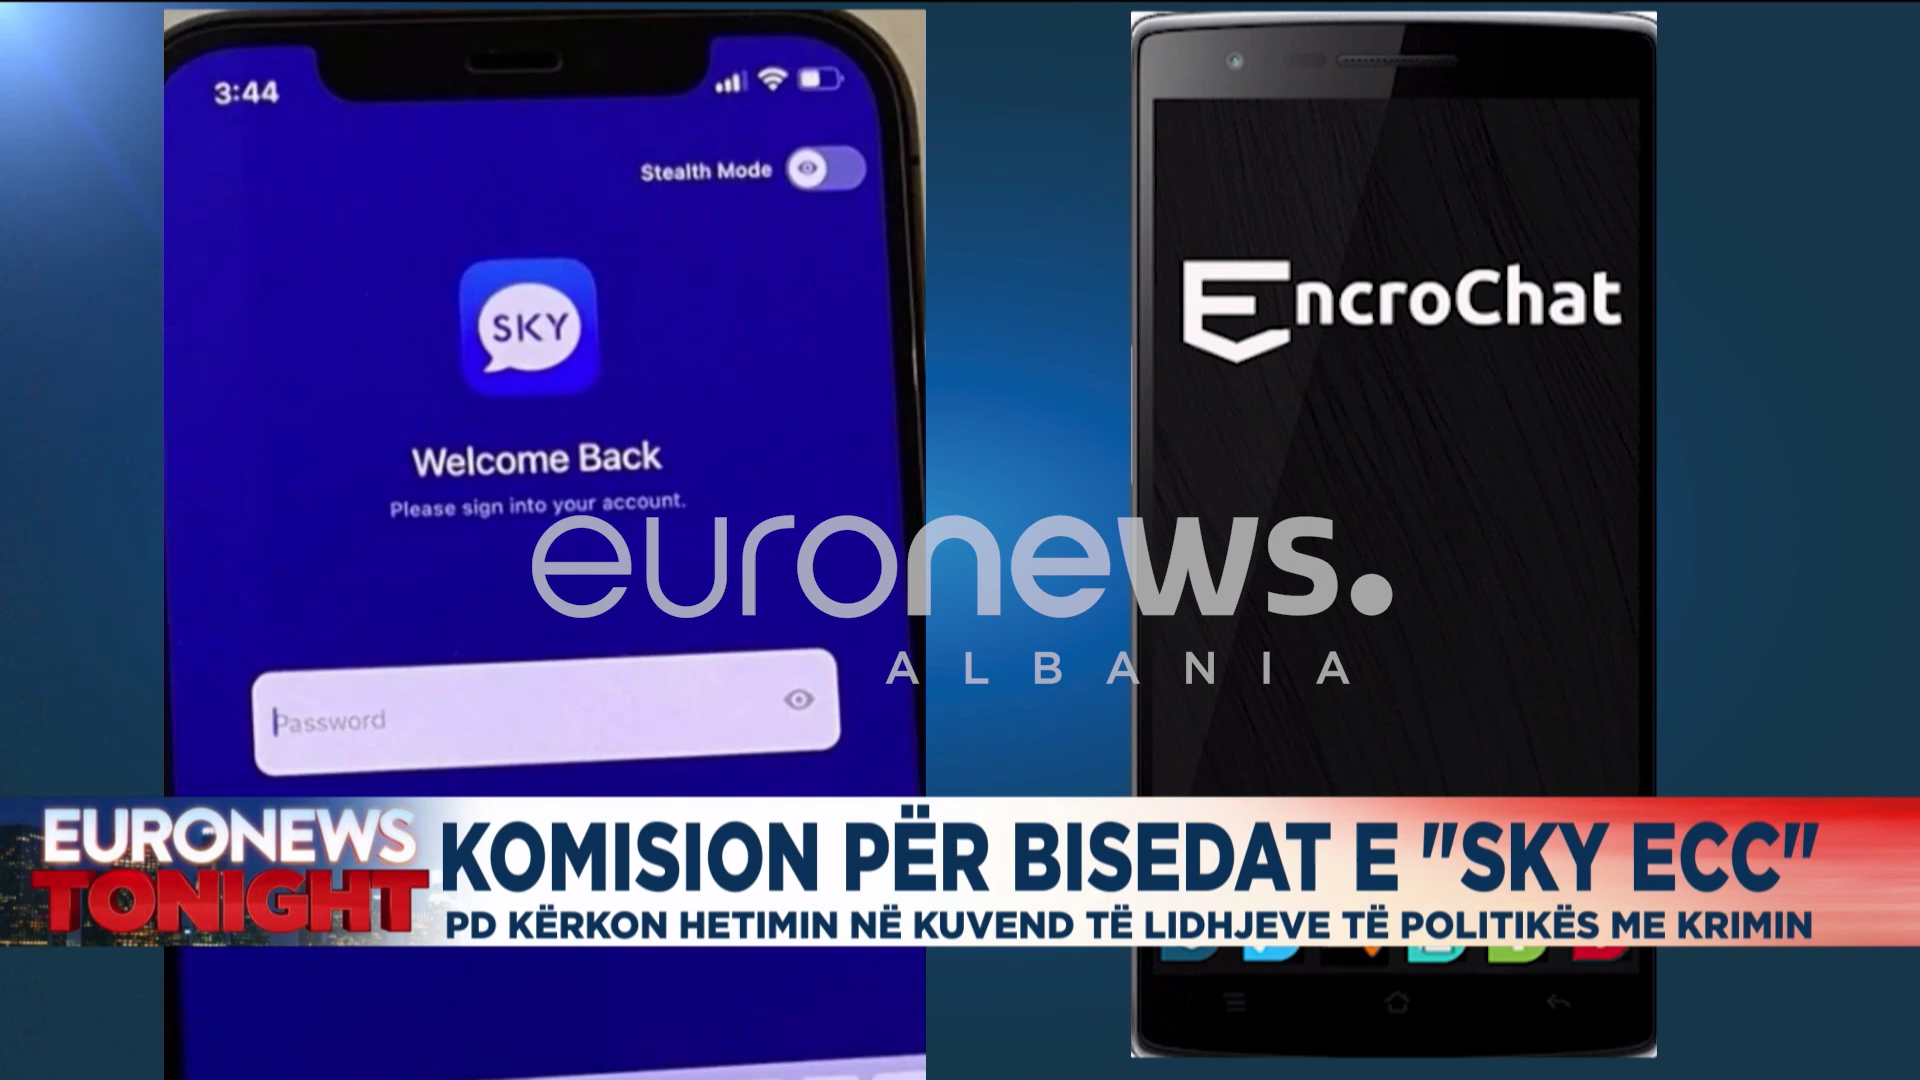 3:44
Stealth Mode
SKY
Welcome Back
Please sign into your account.
Password
EncroChat
euronews.
ALBANIA
EURONEWS
TONIGHT
KOMISION PËR BISEDAT E "SKY ECC"
PD KËRKON HETIMIN NË KUVEND TË LIDHJEVE TË POLITIKËS ME KRIMIN